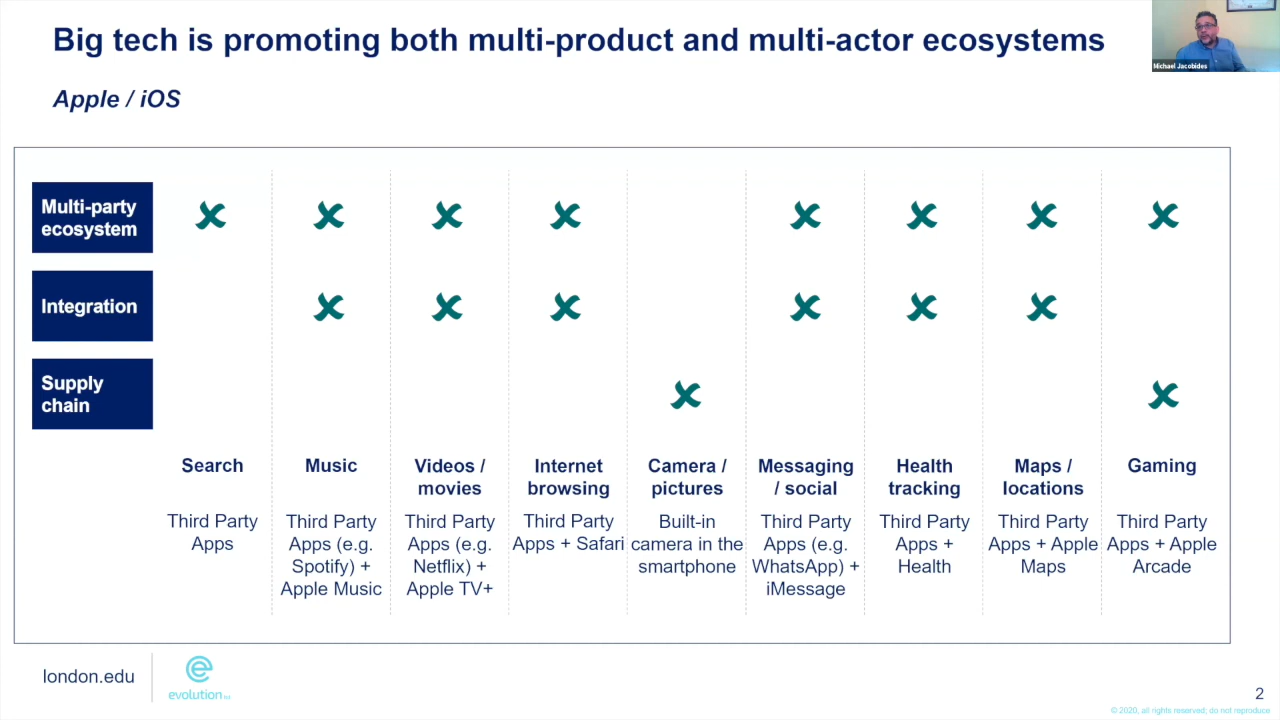 Big tech is promoting both multi-product and multi-actor ecosystems
Michael Jacobides
Apple / iOS
Multi-party
ecosystem
Integration
Supply
chain
Search
Third Party
Apps
Music
Third Party
Apps (e.g.
Spotify) +
Apple Music
Videos /
movies
Third Party
Apps (e.g.
Netflix) +
Apple TV+
Internet
browsing
Third Party
Apps + Safari
Camera /
pictures
Built-in
camera in the
smartphone
Messaging
/ social
Third Party
Apps (e.g.
WhatsApp) +
iMessage
Health
tracking
Third Party
Apps +
Health
Maps /
locations
Third Party
Apps + Apple
Maps
Gaming
Third Party
Apps + Apple
Arcade
london.edu
evolution
2
© 2020, all rights reserved; do not reproduce